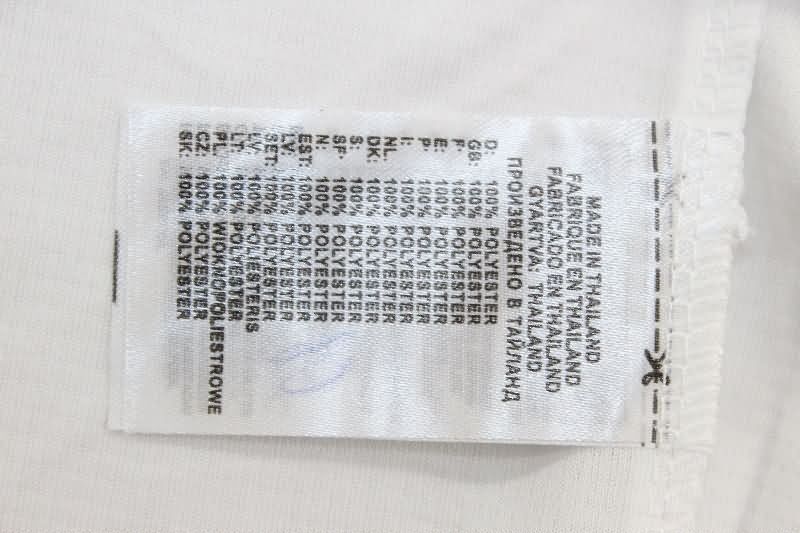 MADE IN THAILAND
FABRIQUE EN THAILAND
FABRICADO EN THAILAND
GYARTVA: THAILAND
ПРОИЗВЕДЕНО В ТАЙЛАНД
D: 100% POLYESTER
GB: 100% POLYESTER
F: 100% POLYESTER
E: 100% POLYESTER
P: 100% POLYESTER
I: 100% POLYESTER
NL: 100% POLYESTER
DK: 100% POLYESTER
S: 100% POLYESTER
SF: 100% POLYESTER
N: 100% POLYESTER
EST: 100% POLYESTER
LV: 100% POLYESTER
SET: 100% POLYESTER
LV: 100% POLYESTERIS
LT: 100% POLYESTER
PL: 100% WOKNOPOLIESTROWE
CZ: 100% POLYESTER
SK: 100% POLYESTER